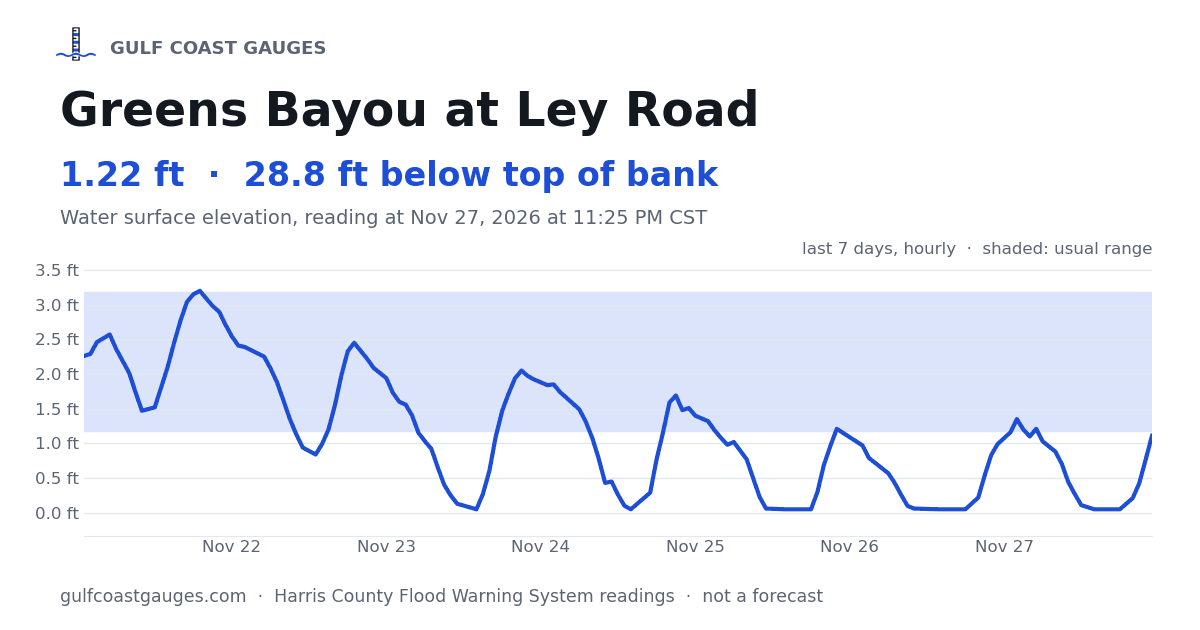 GULF COAST GAUGES
Greens Bayou at Ley Road
1.22 ft · 28.8 ft below top of bank
Water surface elevation, reading at Nov 27, 2026 at 11:25 PM CST
last 7 days, hourly · shaded: usual range
3.5 ft
3.0 ft
2.5 ft
2.0 ft
1.5 ft
1.0 ft
0.5 ft
0.0 ft
Nov 22 Nov 23 Nov 24 Nov 25 Nov 26 Nov 27
gulfcoastgauges.com · Harris County Flood Warning System readings · not a forecast